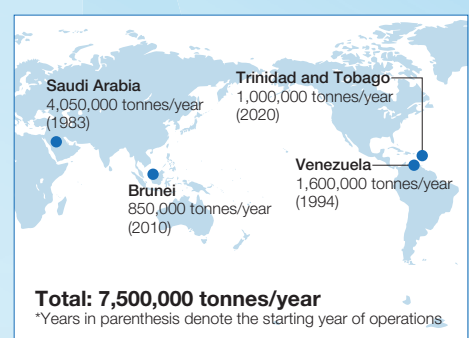 Saudi Arabia
4,050,000 tonnes/year
(1983)
Trinidad and Tobago
1,000,000 tonnes/year
(2020)
Brunei
850,000 tonnes/year
(2010)
Venezuela
1,600,000 tonnes/year
(1994)
Total: 7,500,000 tonnes/year
*Years in parenthesis denote the starting year of operations